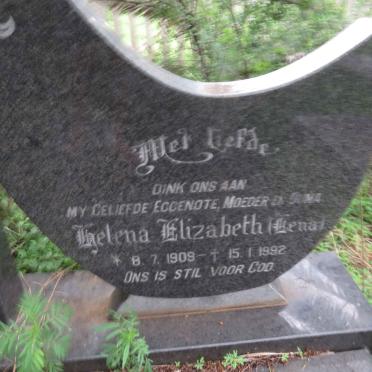 Met Liefde
DINK ONS AAN
MY GELIEFDE EGGENOTE, MOEDER EN OUMA
Helena Elizabeth (Lena)
* 8.7.1909 - † 15.1.1992
ONS IS STIL VOOR GOD